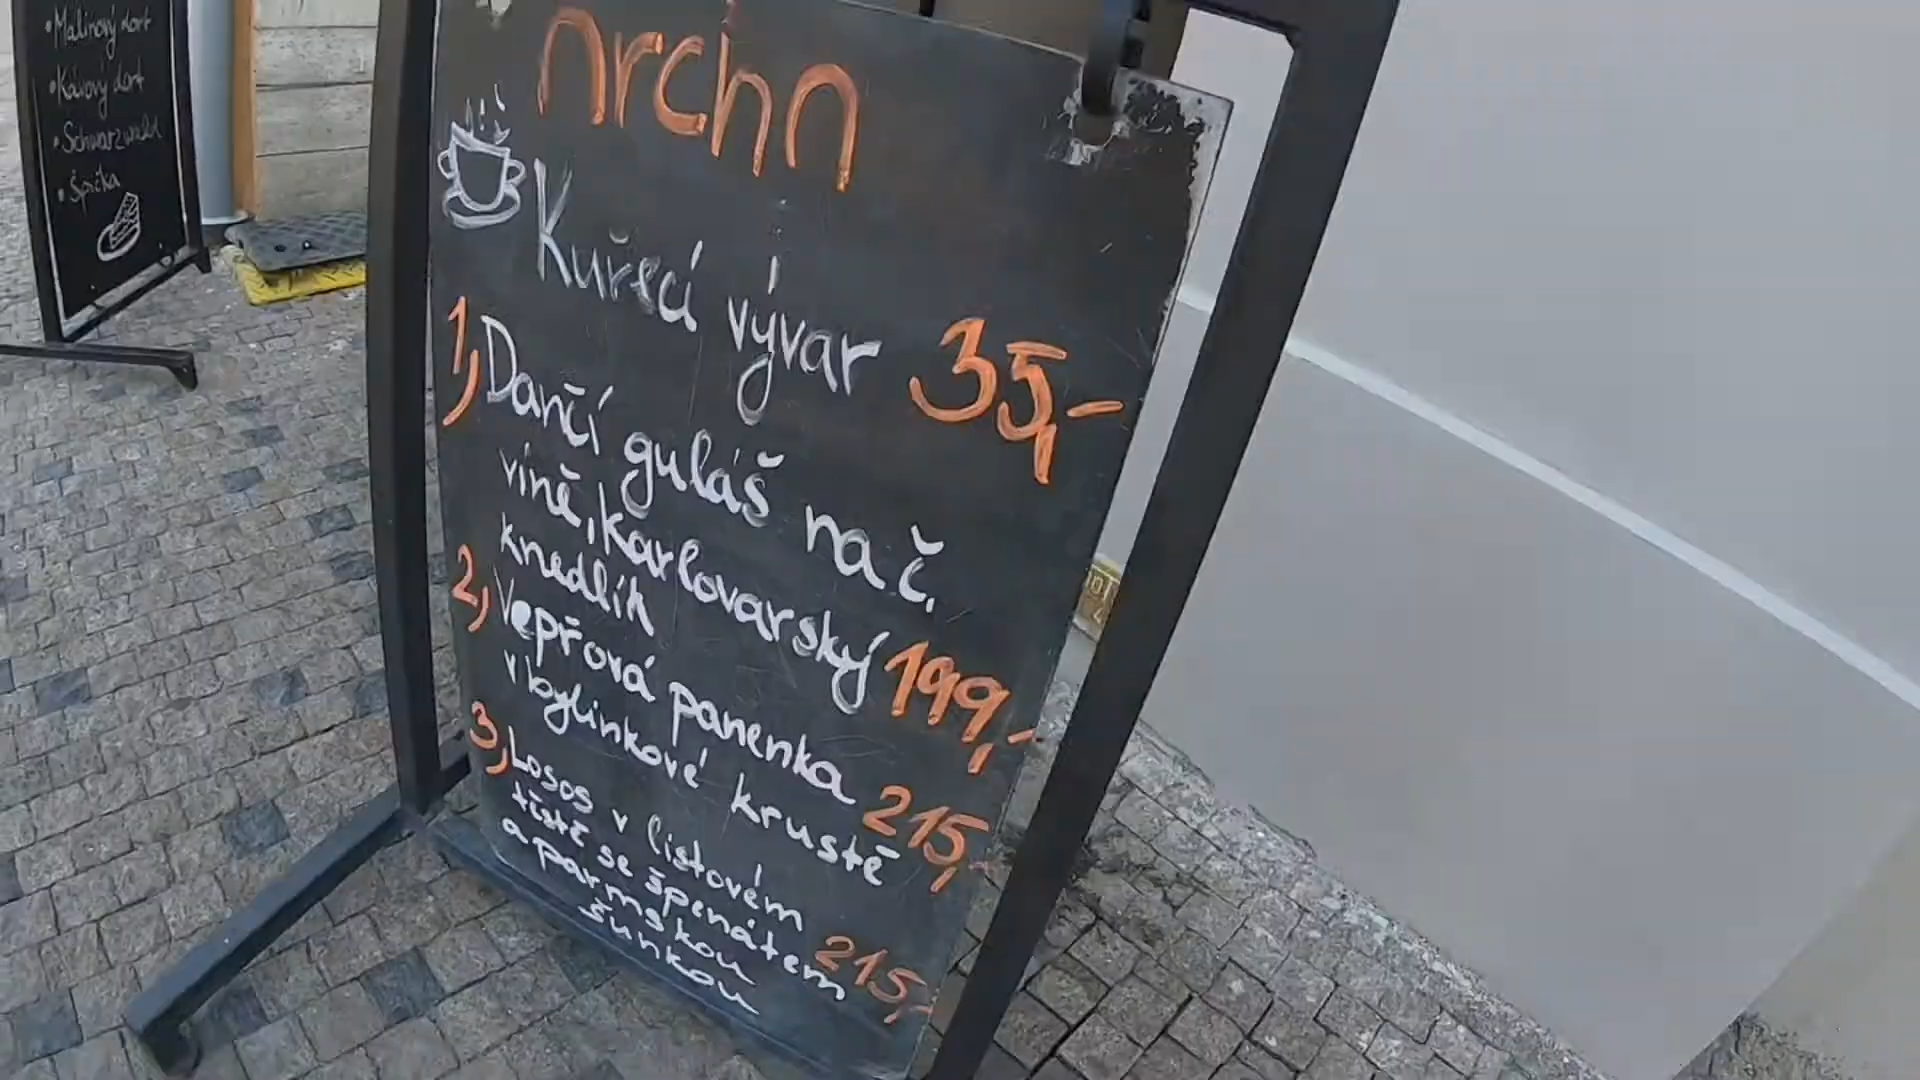 • Malinový dort
• Kávový dort
• Schwarzwald
• Špička
Kuřecí vývar 35,-
1, Dančí guláš na č.
víně, karlovarský
knedlík 199,-
2, Vepřová panenka
v bylinkové krustě 215,-
3, Losos v listovém
těstě se špenátem
a parmskou 215,-
šunkou